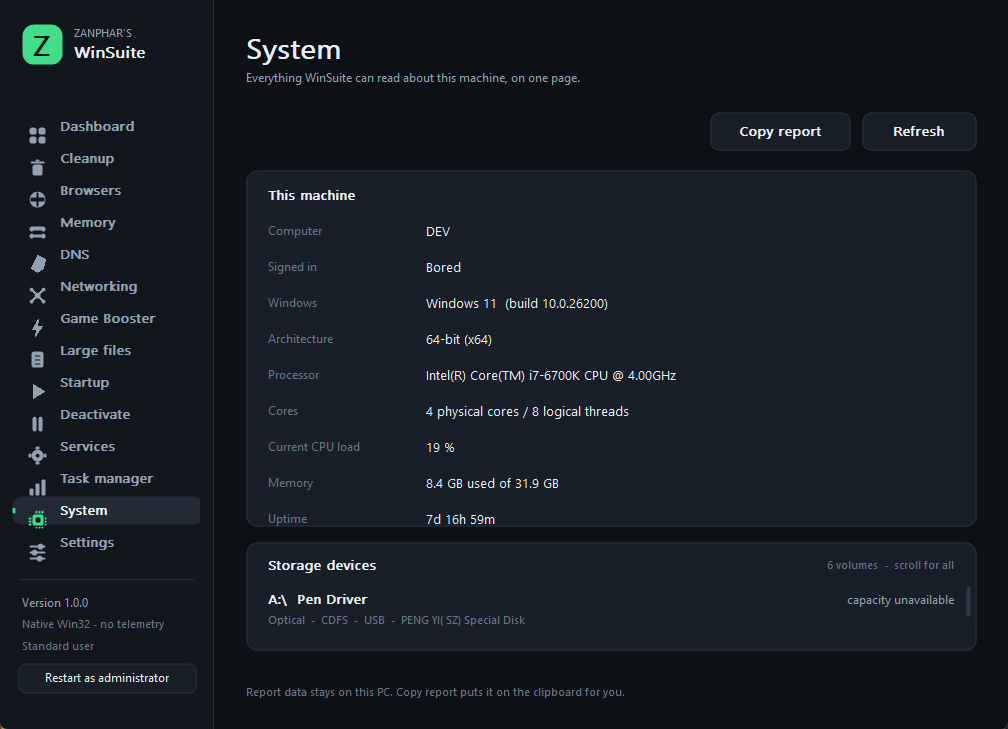 Z
ZANPHAR'S
WinSuite
Dashboard
Cleanup
Browsers
Memory
DNS
Networking
Game Booster
Large files
Startup
Deactivate
Services
Task manager
System
Settings
Version 1.0.0
Native Win32 - no telemetry
Standard user
Restart as administrator
System
Everything WinSuite can read about this machine, on one page.
Copy report Refresh
This machine
Computer DEV
Signed in Bored
Windows Windows 11 (build 10.0.26200)
Architecture 64-bit (x64)
Processor Intel(R) Core(TM) i7-6700K CPU @ 4.00GHz
Cores 4 physical cores / 8 logical threads
Current CPU load 19 %
Memory 8.4 GB used of 31.9 GB
Uptime 7d 16h 59m
Storage devices 6 volumes - scroll for all
A:\ Pen Driver capacity unavailable
Optical - CDFS - USB - PENG YI( SZ) Special Disk
Report data stays on this PC. Copy report puts it on the clipboard for you.